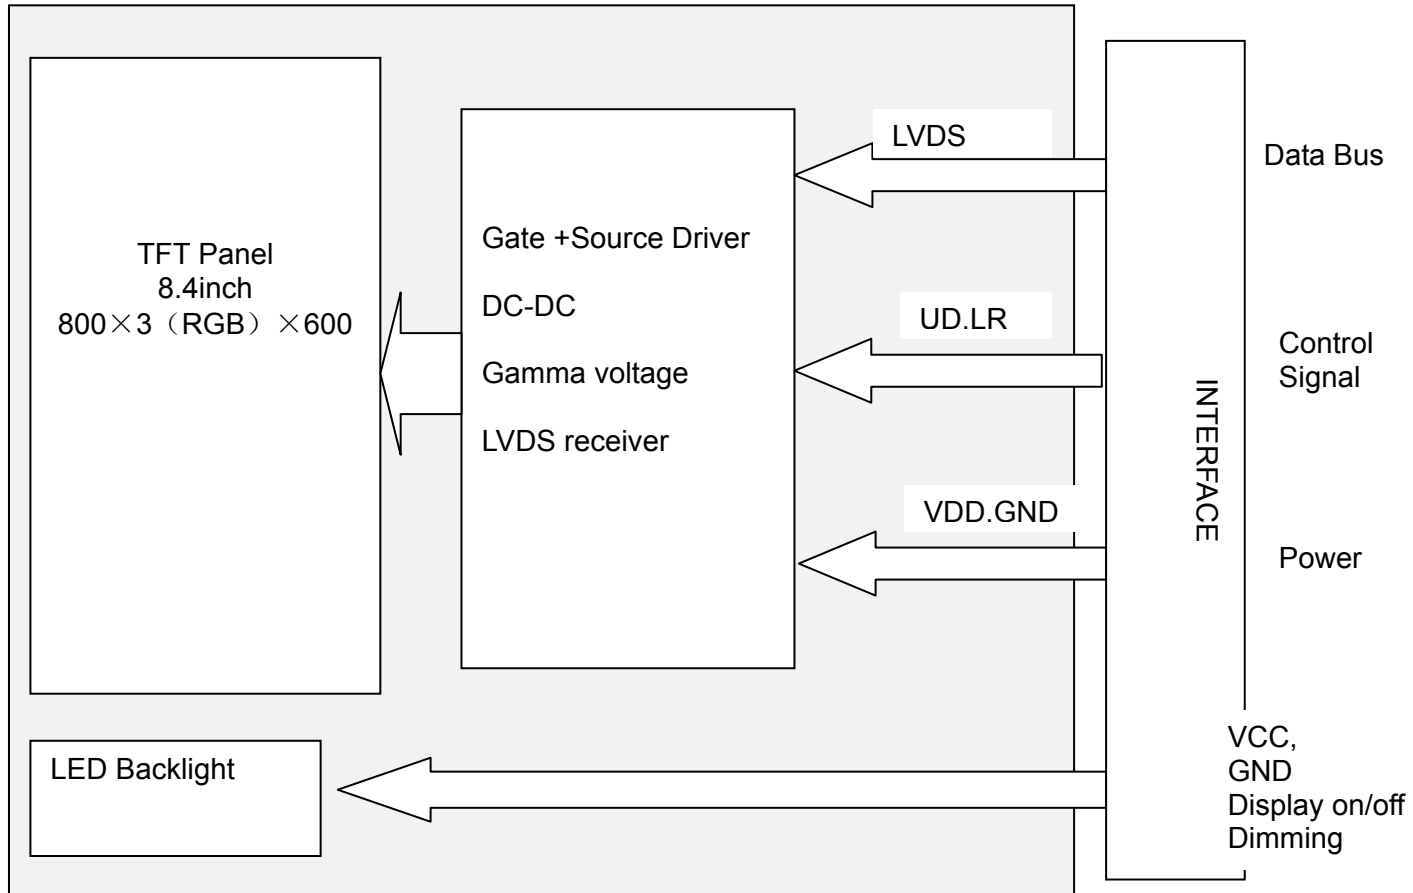 TFT Panel
8.4inch
800×3（RGB）×600
Gate +Source Driver
DC-DC
Gamma voltage
LVDS receiver
LVDS
UD.LR
VDD.GND
INTERFACE
Data Bus
Control
Signal
Power
LED Backlight
VCC,
GND
Display on/off
Dimming